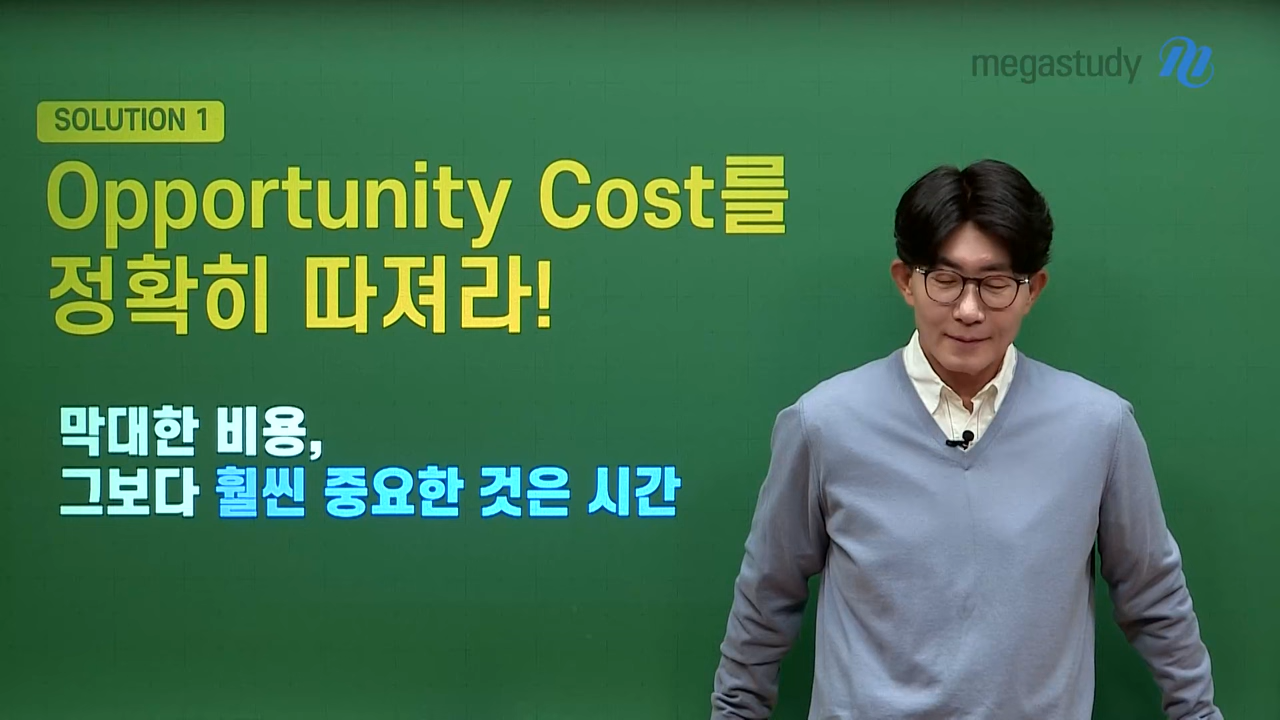 megastudy
SOLUTION 1
Opportunity Cost를
정확히 따져라!
막대한 비용,
그보다 훨씬 중요한 것은 시간